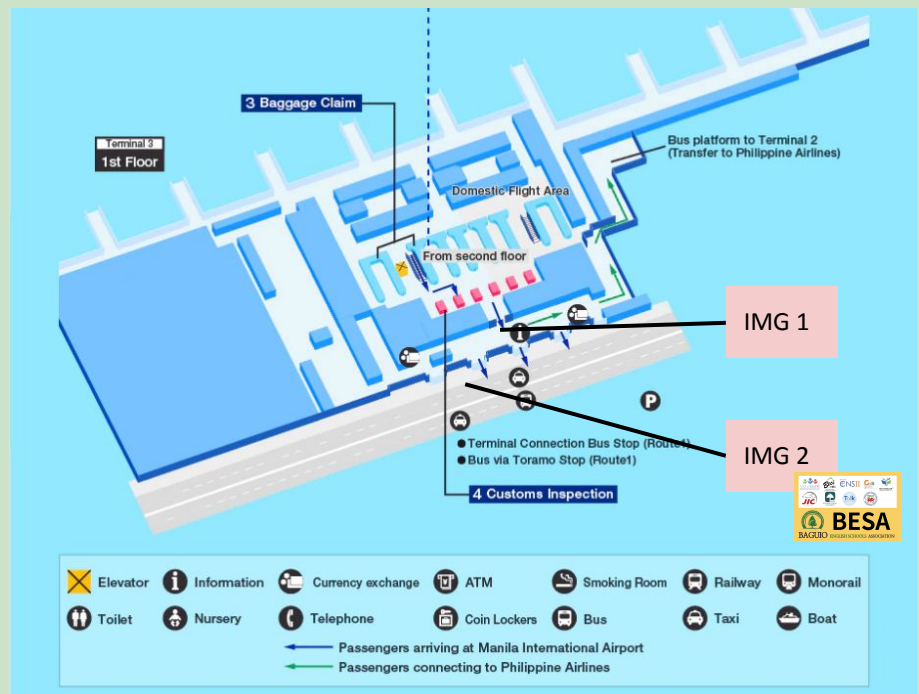 3 Baggage Claim
Terminal 3
1st Floor
Bus platform to Terminal 2
(Transfer to Philippine Airlines)
Domestic Flight Area
From second floor
IMG 1
IMG 2
P
● Terminal Connection Bus Stop (Route1)
● Bus via Toramo Stop (Route1)
4 Customs Inspection
JIC
Talk
BESA
BAGUIO ENGLISH SCHOOLS ASSOCIATION
Elevator
Information
Currency exchange
ATM
Smoking Room
Railway
Monorail
Toilet
Nursery
Telephone
Coin Lockers
Bus
Taxi
Boat
Passengers arriving at Manila International Airport
Passengers connecting to Philippine Airlines